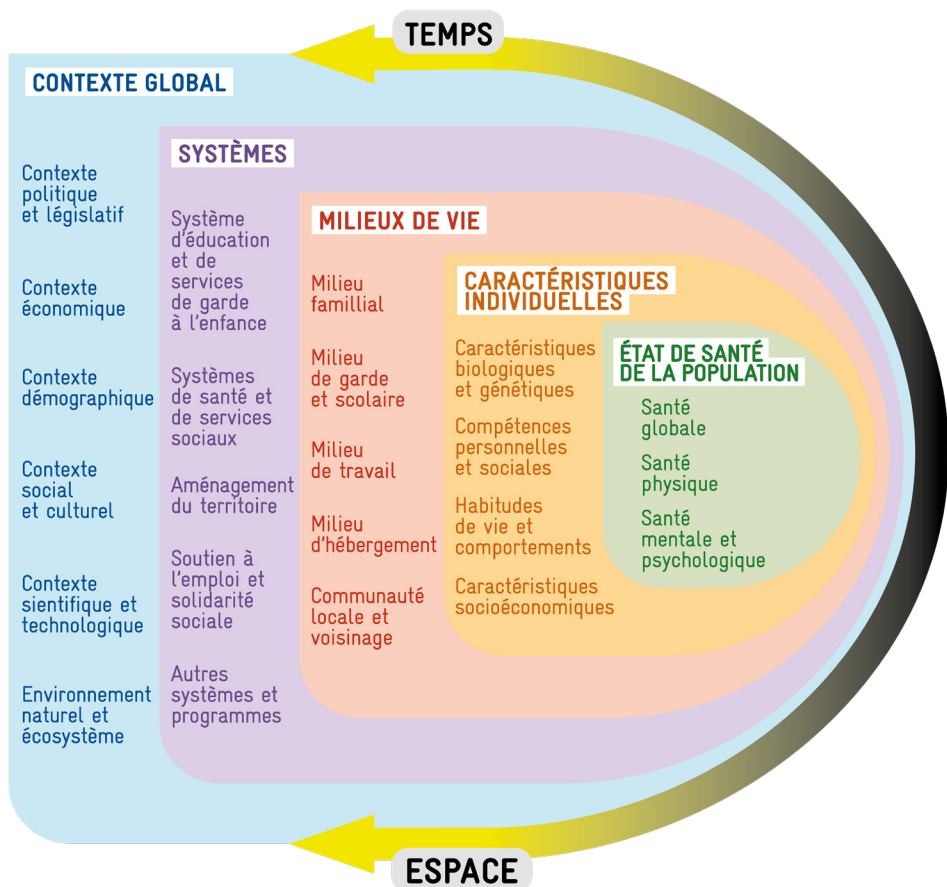 TEMPS
CONTEXTE GLOBAL
Contexte
politique
et législatif
Contexte
économique
Contexte
démographique
Contexte
social
et culturel
Contexte
sientifique et
technologique
Environnement
naturel et
écosystème
SYSTÈMES
Système
d'éducation
et de
services
de garde
à l'enfance
Systèmes
de santé et
de services
sociaux
Aménagement
du territoire
Soutien à
l'emploi et
solidarité
sociale
Autres
systèmes et
programmes
MILIEUX DE VIE
Milieu
famillial
Milieu
de garde
et scolaire
Milieu
de travail
Milieu
d'hébergement
Communauté
locale et
voisinage
CARACTÉRISTIQUES
INDIVIDUELLES
Caractéristiques
biologiques
et génétiques
Compétences
personnelles
et sociales
Habitudes
de vie et
comportements
Caractéristiques
socioéconomiques
ÉTAT DE SANTÉ
DE LA POPULATION
Santé
globale
Santé
physique
Santé
mentale et
psychologique
ESPACE